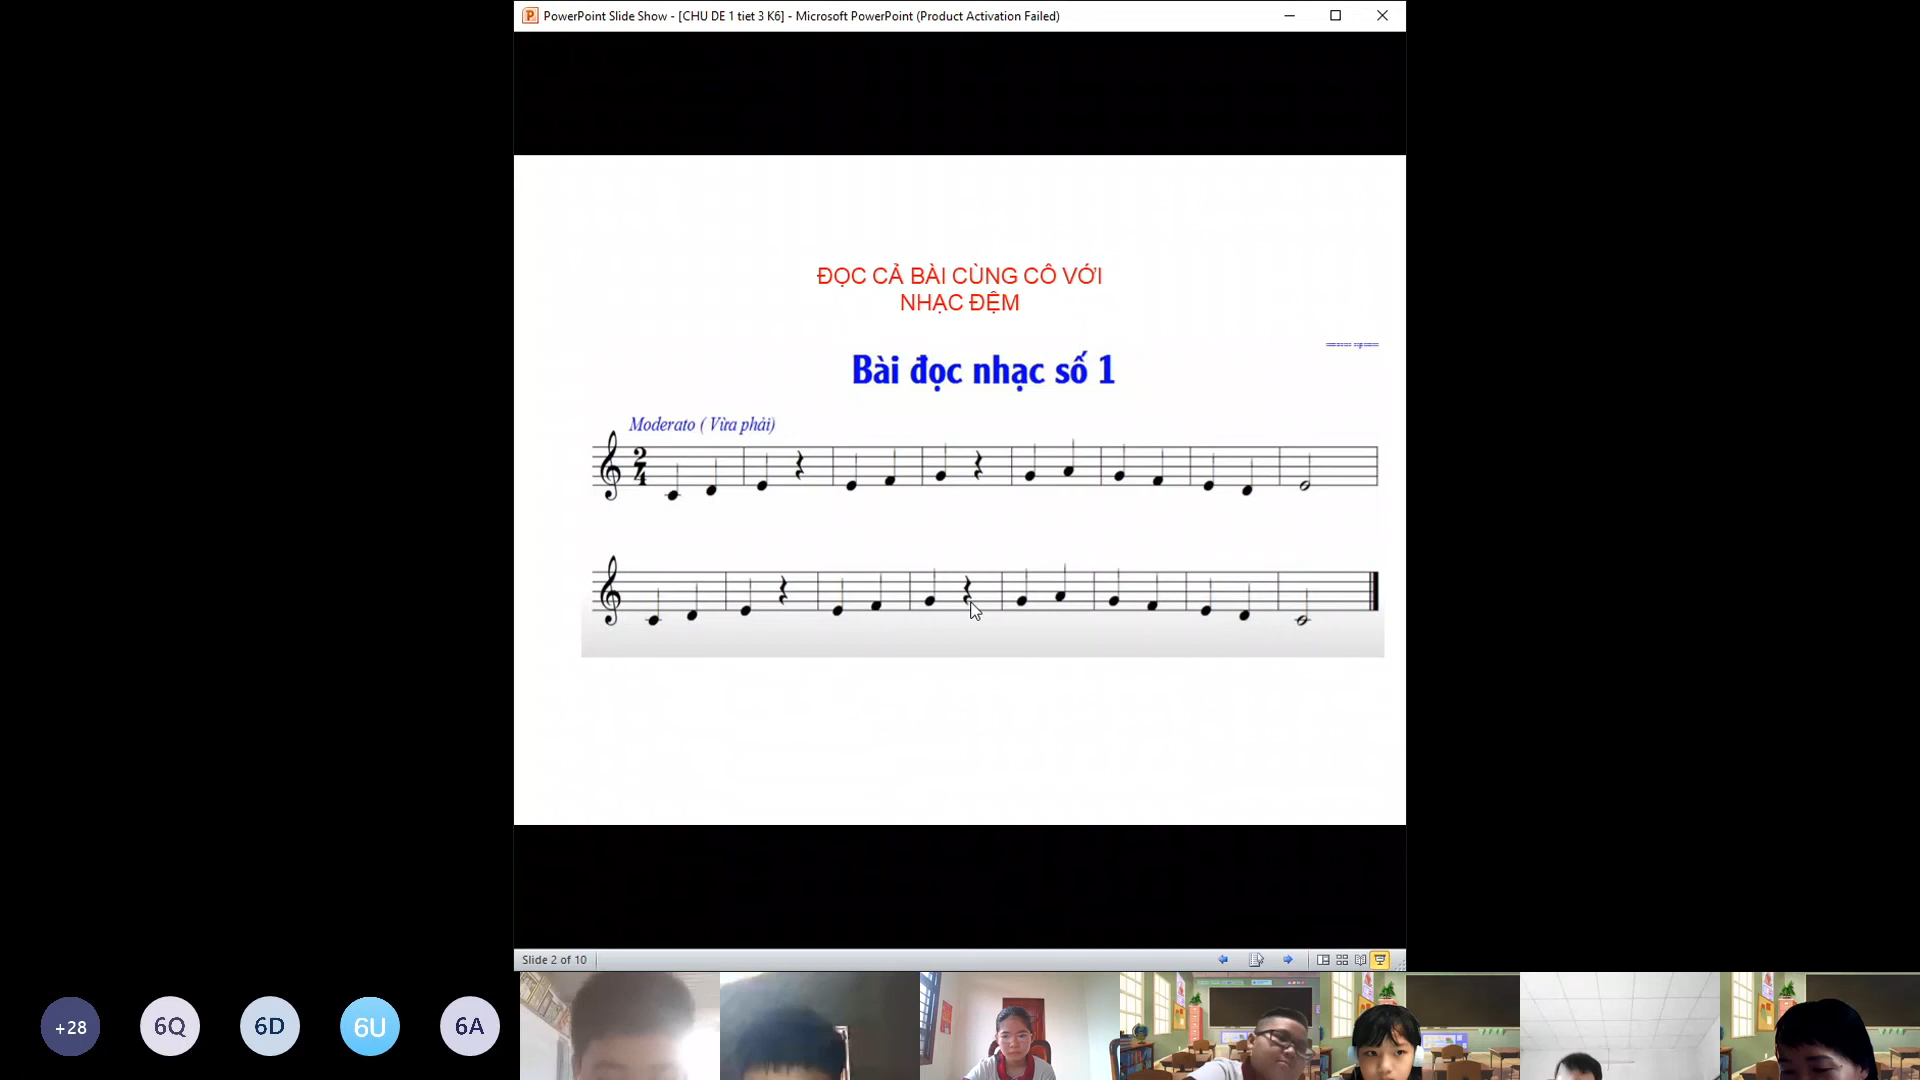 PowerPoint Slide Show - [CHU DE 1 tiet 3 K6] - Microsoft PowerPoint (Product Activation Failed)
ĐỌC CẢ BÀI CÙNG CÔ VỚI
NHẠC ĐỆM
Bài đọc nhạc số 1
Moderato ( Vừa phải)
2
4
Slide 2 of 10
+28
6Q
6D
6U
6A